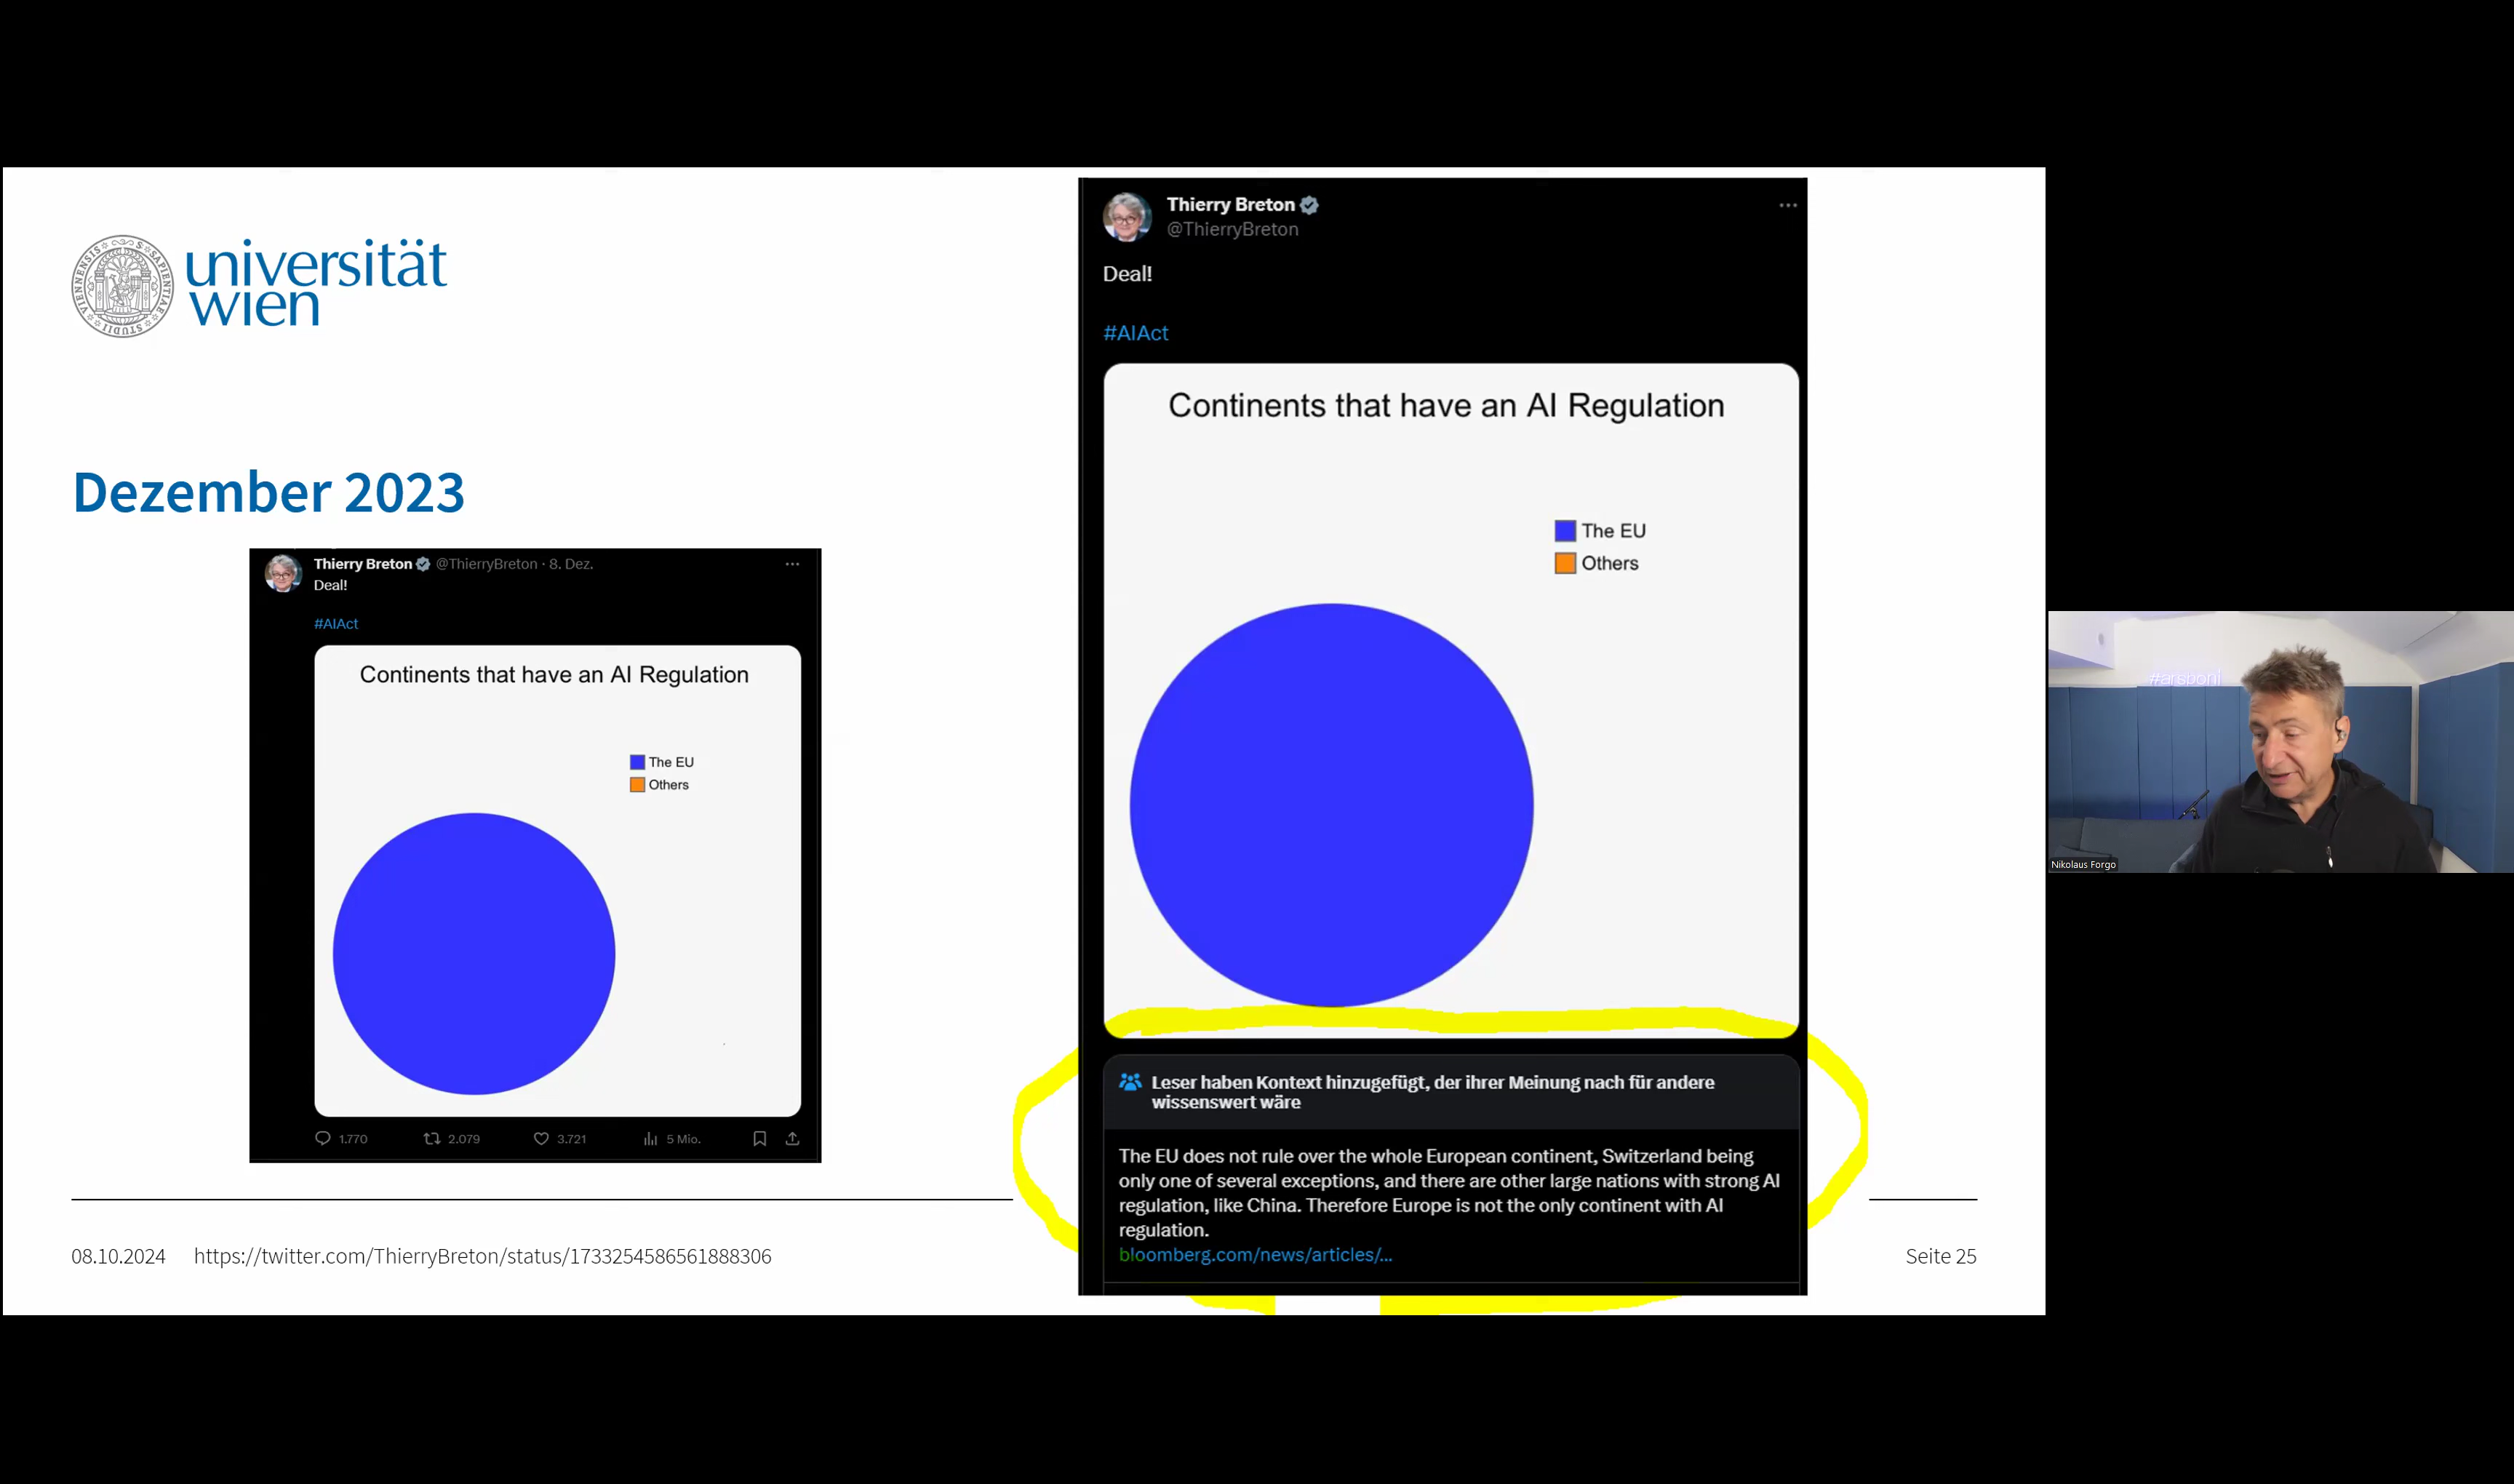 universität
wien
Dezember 2023
Thierry Breton @ThierryBreton · 8. Dez.
Deal!
#AIAct
Continents that have an AI Regulation
The EU
Others
1.770 2.079 3.721 5 Mio.
Thierry Breton
@ThierryBreton
Deal!
#AIAct
Continents that have an AI Regulation
The EU
Others
Leser haben Kontext hinzugefügt, der ihrer Meinung nach für andere
wissenswert wäre
The EU does not rule over the whole European continent, Switzerland being
only one of several exceptions, and there are other large nations with strong AI
regulation, like China. Therefore Europe is not the only continent with AI
regulation.
bloomberg.com/news/articles/...
08.10.2024 https://twitter.com/ThierryBreton/status/1733254586561888306
Seite 25
#arsboni
Nikolaus Forgo